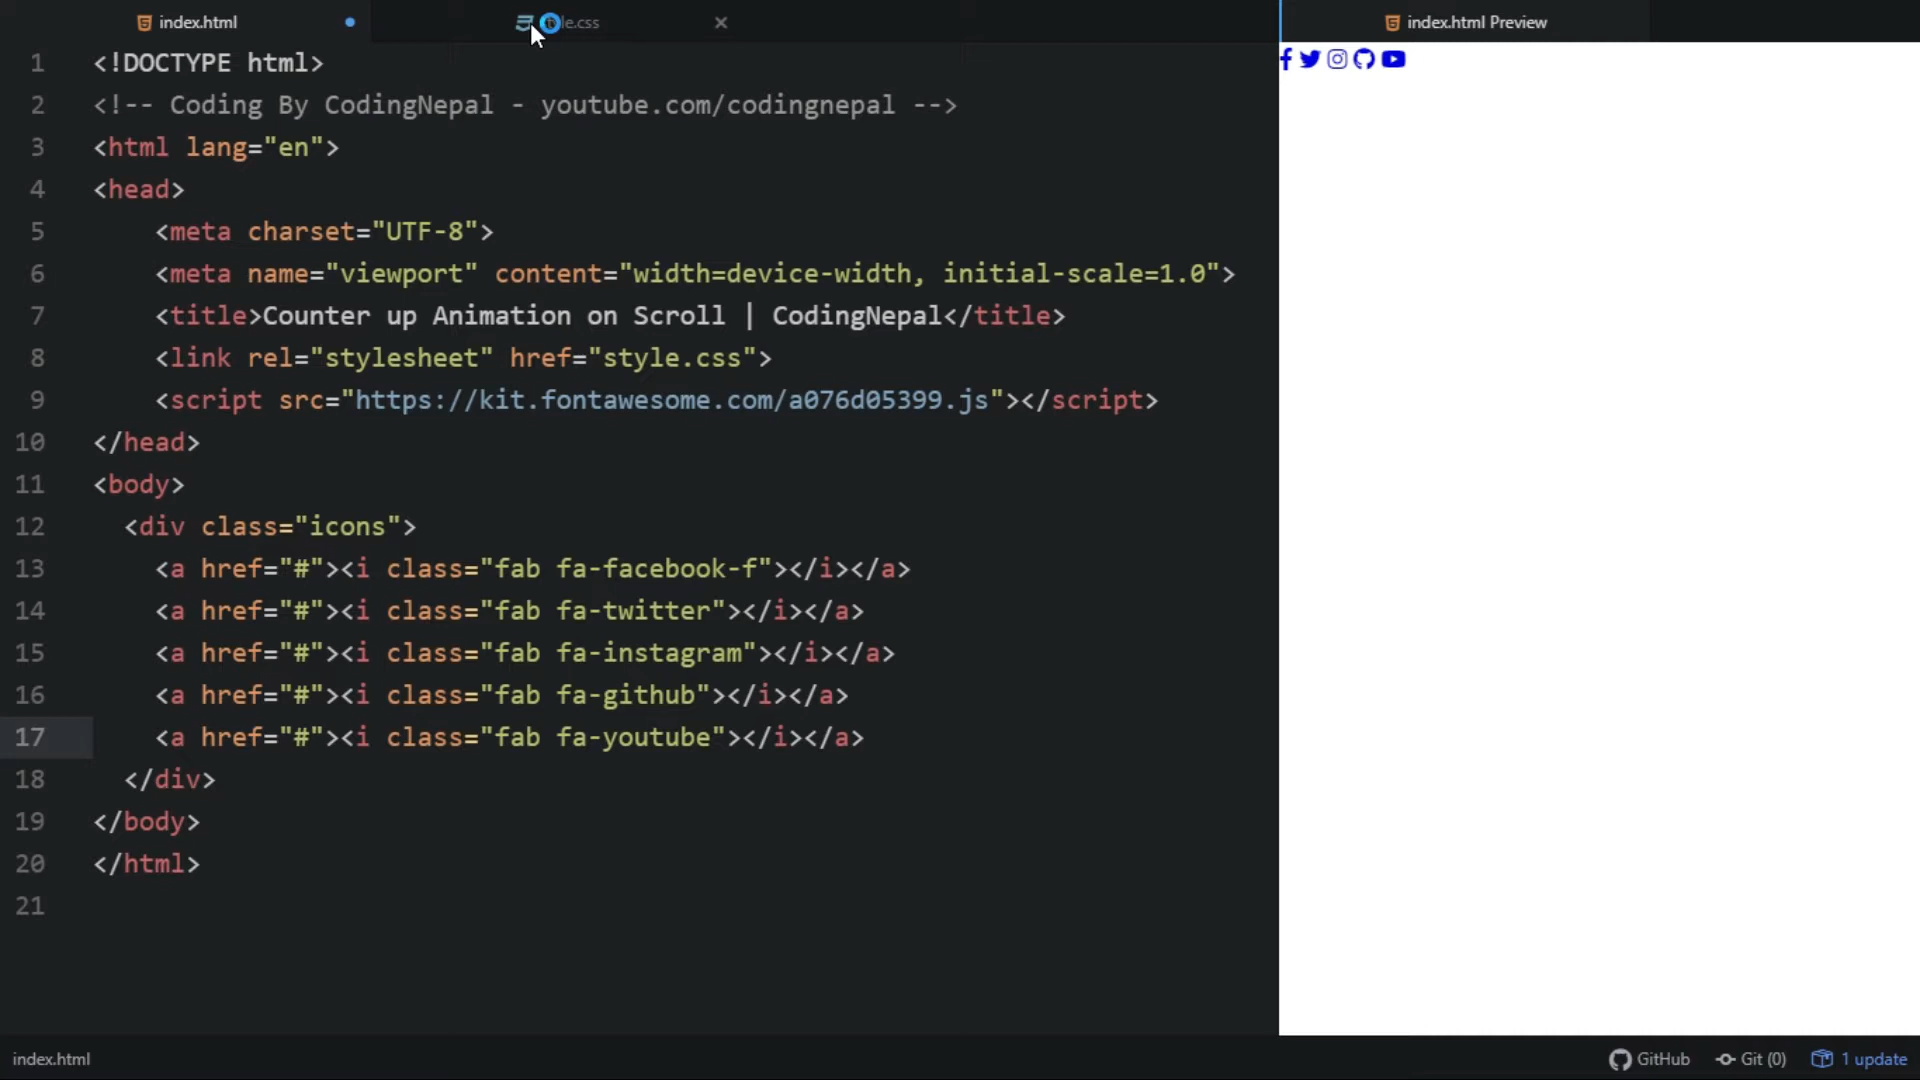 index.html
le.css
index.html Preview
1 <!DOCTYPE html>
2 <!-- Coding By CodingNepal - youtube.com/codingnepal -->
3 <html lang="en">
4 <head>
5 <meta charset="UTF-8">
6 <meta name="viewport" content="width=device-width, initial-scale=1.0">
7 <title>Counter up Animation on Scroll | CodingNepal</title>
8 <link rel="stylesheet" href="style.css">
9 <script src="https://kit.fontawesome.com/a076d05399.js"></script>
10 </head>
11 <body>
12 <div class="icons">
13 <a href="#"><i class="fab fa-facebook-f"></i></a>
14 <a href="#"><i class="fab fa-twitter"></i></a>
15 <a href="#"><i class="fab fa-instagram"></i></a>
16 <a href="#"><i class="fab fa-github"></i></a>
17 <a href="#"><i class="fab fa-youtube"></i></a>
18 </div>
19 </body>
20 </html>
21
index.html
GitHub
Git (0)
1 update